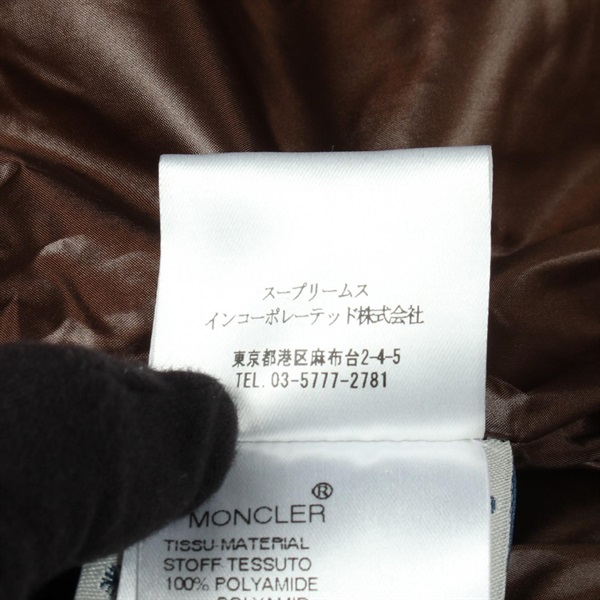 スープリームス
インコーポレーテッド株式会社
東京都港区麻布台2-4-5
TEL. 03-5777-2781
®
MONCLER
TISSU-MATERIAL
STOFF-TESSUTO
100% POLYAMIDE
POLYAMID